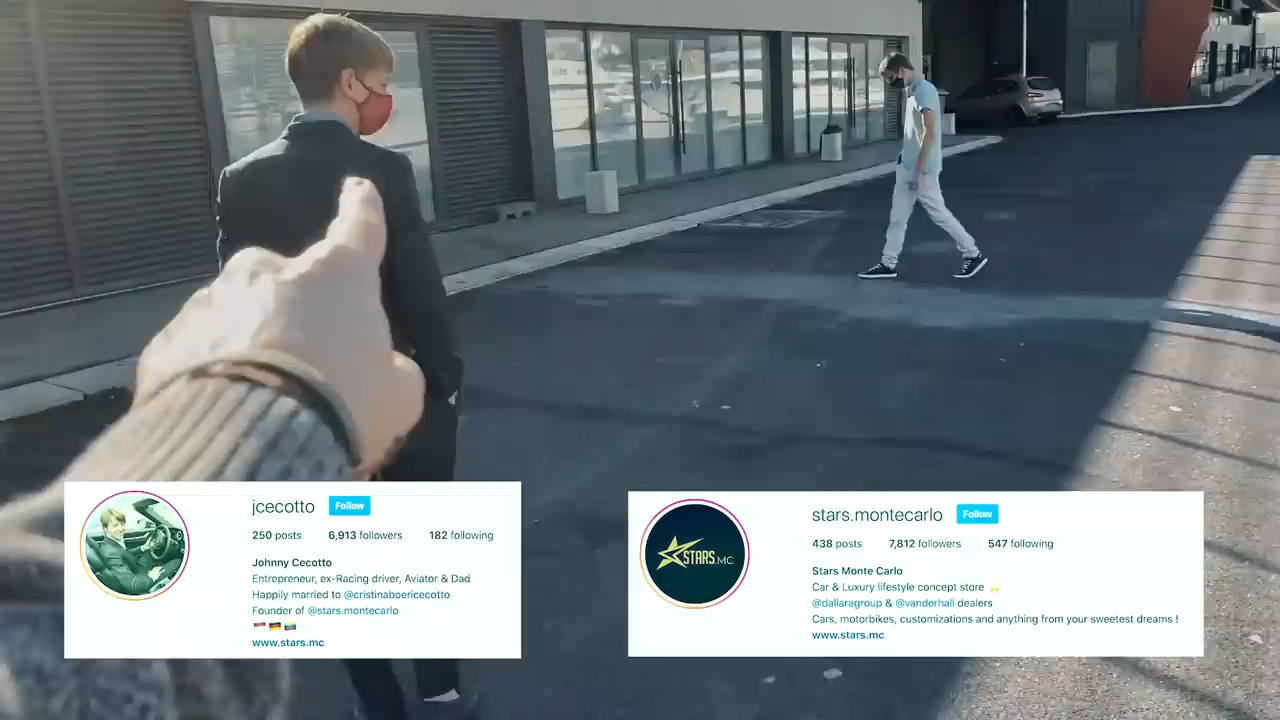 jcecotto Follow
250 posts 6,913 followers 182 following
Johnny Cecotto
Entrepreneur, ex-Racing driver, Aviator & Dad
Happily married to @cristinaboericecotto
Founder of @stars.montecarlo
www.stars.mc
STARS.MC
stars.montecarlo Follow
438 posts 7,812 followers 547 following
Stars Monte Carlo
Car & Luxury lifestyle concept store
@dallaragroup & @vanderhall dealers
Cars, motorbikes, customizations and anything from your sweetest dreams !
www.stars.mc